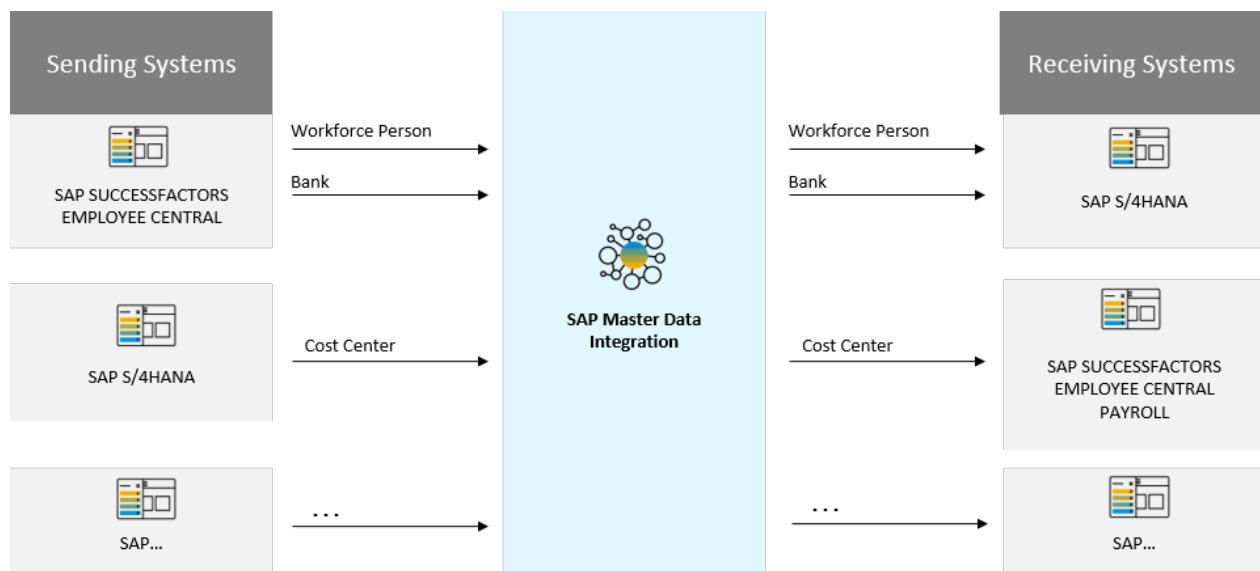 Sending Systems
Receiving Systems
SAP SUCCESSFACTORS
EMPLOYEE CENTRAL
Workforce Person
Bank
Workforce Person
Bank
SAP S/4HANA
SAP Master Data
Integration
SAP S/4HANA
Cost Center
Cost Center
SAP SUCCESSFACTORS
EMPLOYEE CENTRAL
PAYROLL
SAP...
...
...
SAP...